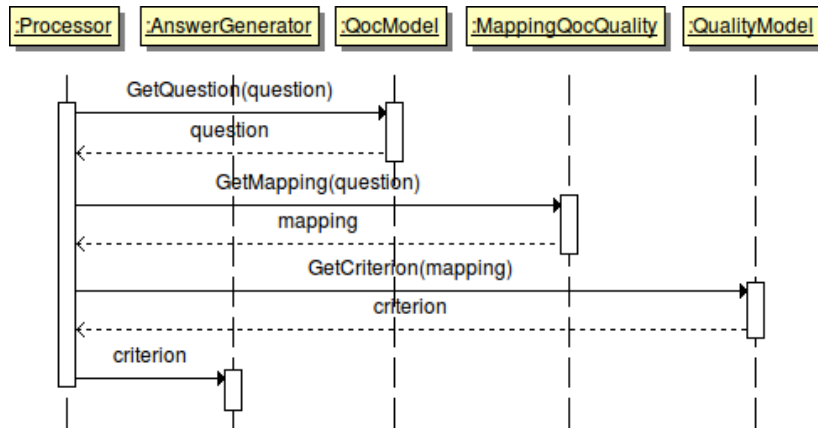 :Processor :AnswerGenerator :QocModel :MappingQocQuality :QualityModel
GetQuestion(question)
question
GetMapping(question)
mapping
GetCriterion(mapping)
criterion
criterion